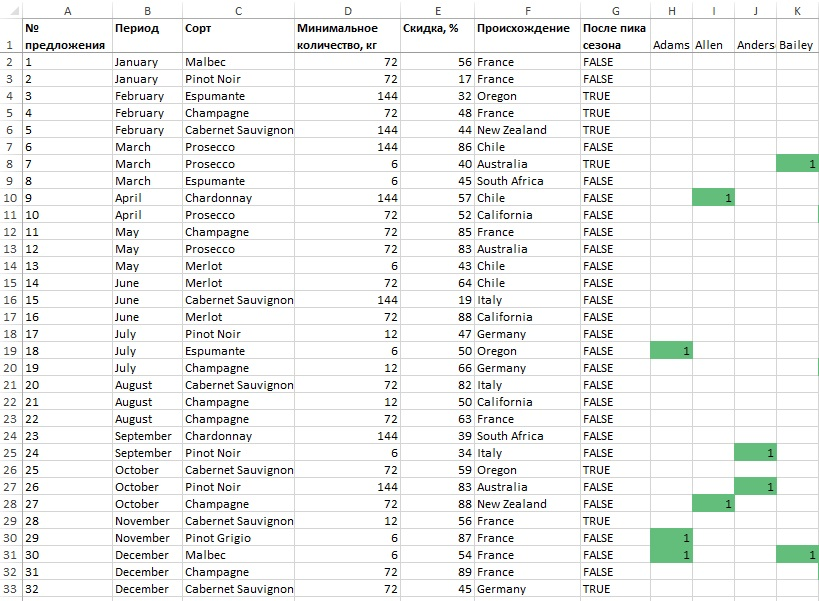 A B C D E F G H I J K
№ Период Сорт Минимальное Скидка, % Происхождение После пика
1 предложения количество, кг сезона Adams Allen Anders Bailey
2 1 January Malbec 72 56 France FALSE
3 2 January Pinot Noir 72 17 France FALSE
4 3 February Espumante 144 32 Oregon TRUE
5 4 February Champagne 72 48 France TRUE
6 5 February Cabernet Sauvignon 144 44 New Zealand TRUE
7 6 March Prosecco 144 86 Chile FALSE
8 7 March Prosecco 6 40 Australia TRUE 1
9 8 March Espumante 6 45 South Africa FALSE
10 9 April Chardonnay 144 57 Chile FALSE 1
11 10 April Prosecco 72 52 California FALSE
12 11 May Champagne 72 85 France FALSE
13 12 May Prosecco 72 83 Australia FALSE
14 13 May Merlot 6 43 Chile FALSE
15 14 June Merlot 72 64 Chile FALSE
16 15 June Cabernet Sauvignon 144 19 Italy FALSE
17 16 June Merlot 72 88 California FALSE
18 17 July Pinot Noir 12 47 Germany FALSE
19 18 July Espumante 6 50 Oregon FALSE 1
20 19 July Champagne 12 66 Germany FALSE
21 20 August Cabernet Sauvignon 72 82 Italy FALSE
22 21 August Champagne 12 50 California FALSE
23 22 August Champagne 72 63 France FALSE
24 23 September Chardonnay 144 39 South Africa FALSE
25 24 September Pinot Noir 6 34 Italy FALSE 1
26 25 October Cabernet Sauvignon 72 59 Oregon TRUE
27 26 October Pinot Noir 144 83 Australia FALSE 1
28 27 October Champagne 72 88 New Zealand FALSE 1
29 28 November Cabernet Sauvignon 12 56 France TRUE
30 29 November Pinot Grigio 6 87 France FALSE 1
31 30 December Malbec 6 54 France FALSE 1 1
32 31 December Champagne 72 89 France FALSE
33 32 December Cabernet Sauvignon 72 45 Germany TRUE